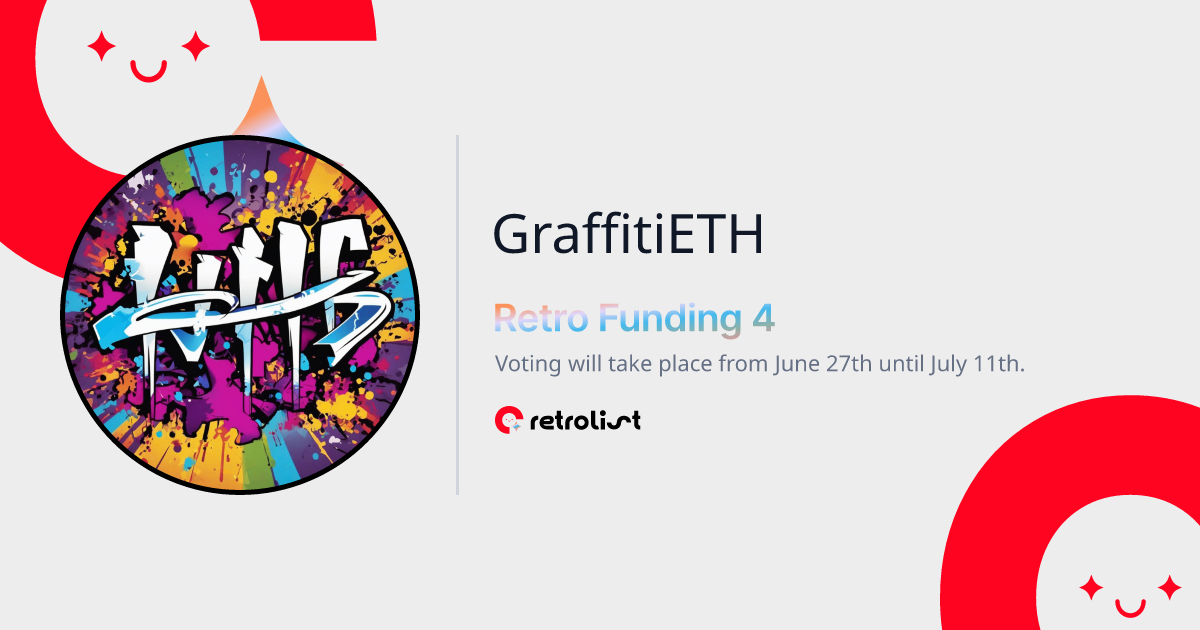 GraffitiETH
Retro Funding 4
Voting will take place from June 27th until July 11th.
retrolist